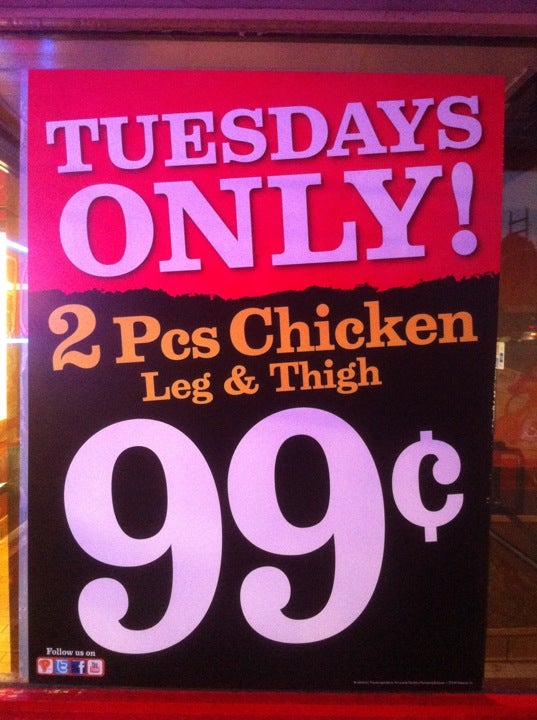 TUESDAYS
ONLY!
2 Pcs Chicken
Leg & Thigh
99¢
Follow us on